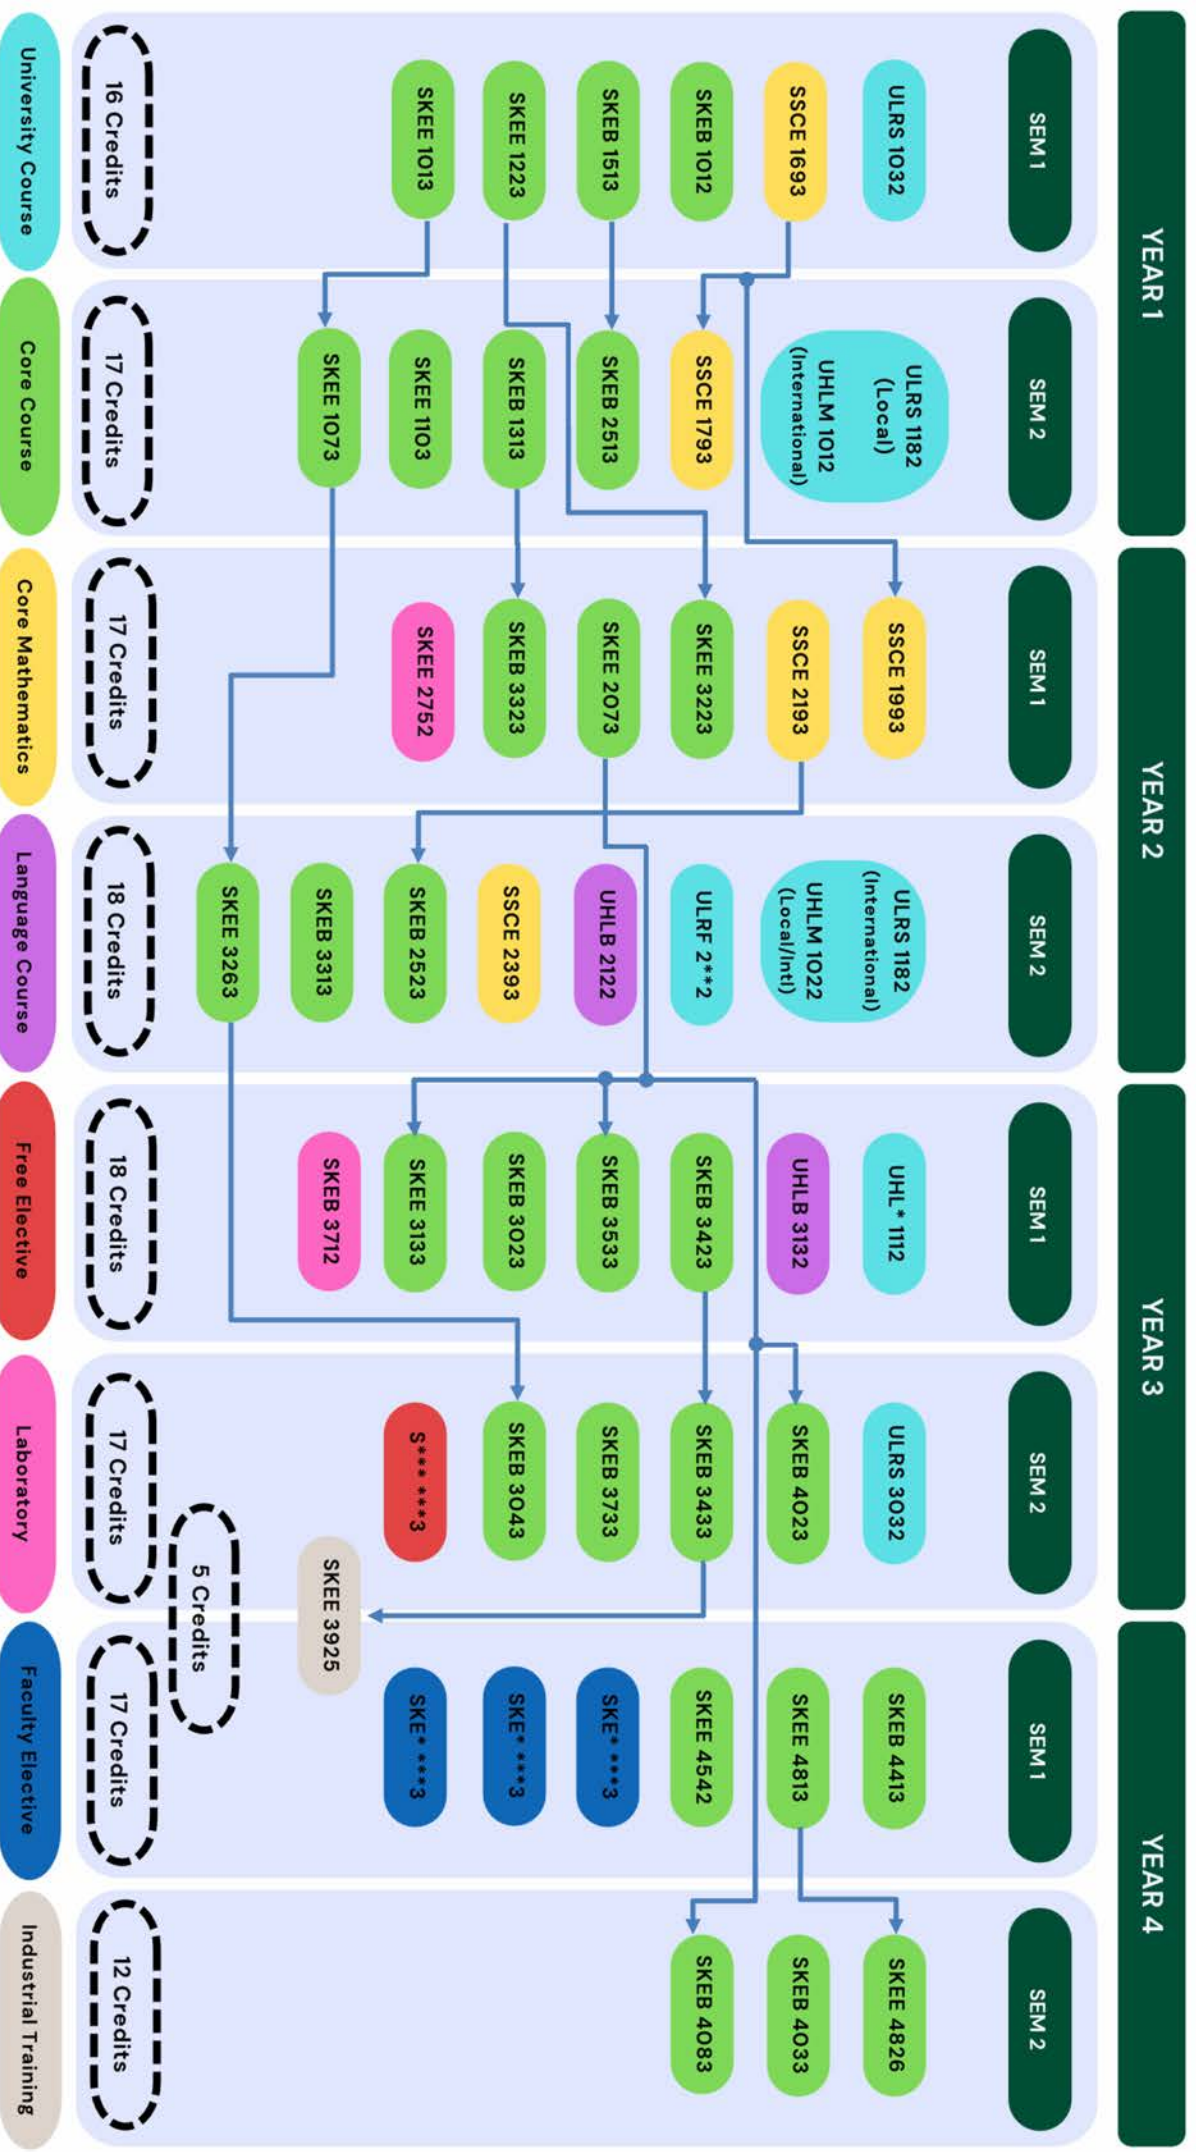 YEAR 1
YEAR 2
YEAR 3
YEAR 4
SEM 1
SEM 2
SEM 1
SEM 2
SEM 1
SEM 2
SEM 1
SEM 2
ULRS 1032
SSCE 1693
SKEB 1012
SKEB 1513
SKEE 1223
SKEE 1013
16 Credits
ULRS 1182
(Local)
UHLM 1012
(International)
SSCE 1793
SKEB 2513
SKEB 1313
SKEE 1103
SKEE 1073
17 Credits
SSCE 1993
SSCE 2193
SKEE 3223
SKEE 2073
SKEB 3323
SKEE 2752
17 Credits
ULRS 1182
(International)
UHLM 1022
(Local/Intl)
ULRF 2**2
UHLB 2122
SSCE 2393
SKEB 2523
SKEB 3313
SKEE 3263
18 Credits
UHL* 1112
UHLB 3132
SKEB 3423
SKEB 3533
SKEB 3023
SKEE 3133
SKEB 3712
18 Credits
ULRS 3032
SKEB 4023
SKEB 3433
SKEB 3733
SKEB 3043
S*** ***3
17 Credits
SKEE 3925
5 Credits
SKEB 4413
SKEE 4813
SKEE 4542
SKE* ***3
SKE* ***3
SKE* ***3
17 Credits
SKEE 4826
SKEB 4033
SKEB 4083
12 Credits
University Course
Core Course
Core Mathematics
Language Course
Free Elective
Laboratory
Faculty Elective
Industrial Training